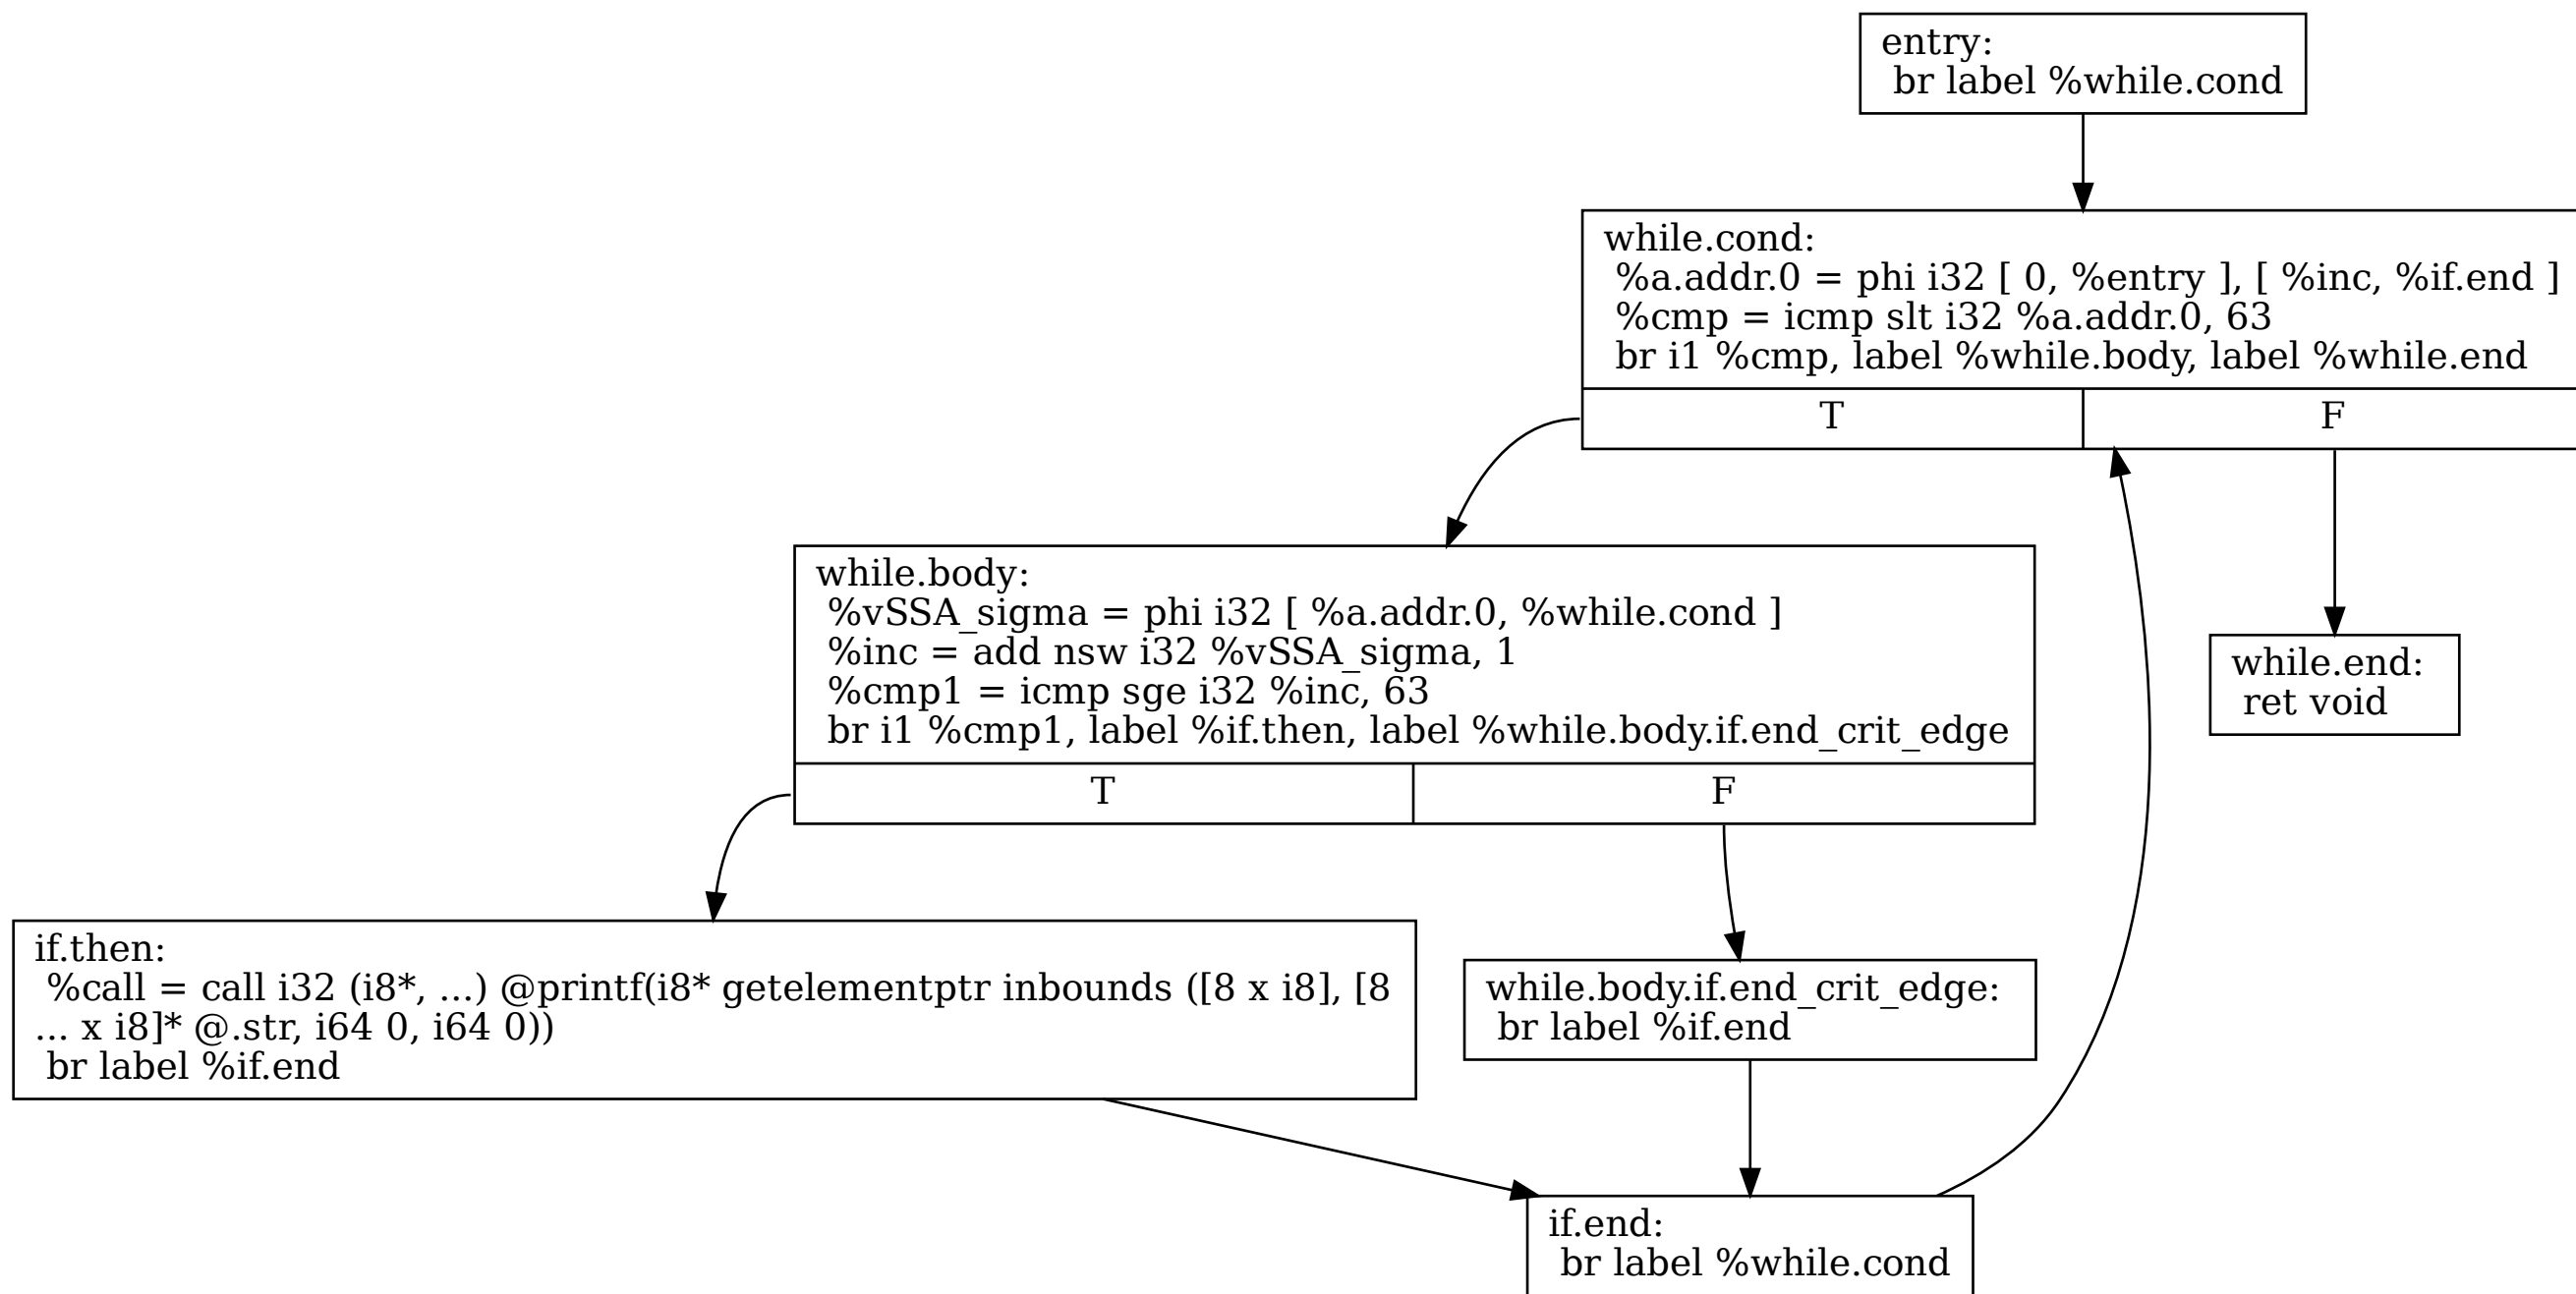 entry:
br label %while.cond
while.cond:
%a.addr.0 = phi i32 [ 0, %entry ], [ %inc, %if.end ]
%cmp = icmp slt i32 %a.addr.0, 63
br i1 %cmp, label %while.body, label %while.end
T
F
while.body:
%vSSA_sigma = phi i32 [ %a.addr.0, %while.cond ]
%inc = add nsw i32 %vSSA_sigma, 1
%cmp1 = icmp sge i32 %inc, 63
br i1 %cmp1, label %if.then, label %while.body.if.end_crit_edge
T
F
while.end:
ret void
if.then:
%call = call i32 (i8*, ...) @printf(i8* getelementptr inbounds ([8 x i8], [8
... x i8]* @.str, i64 0, i64 0))
br label %if.end
while.body.if.end_crit_edge:
br label %if.end
if.end:
br label %while.cond